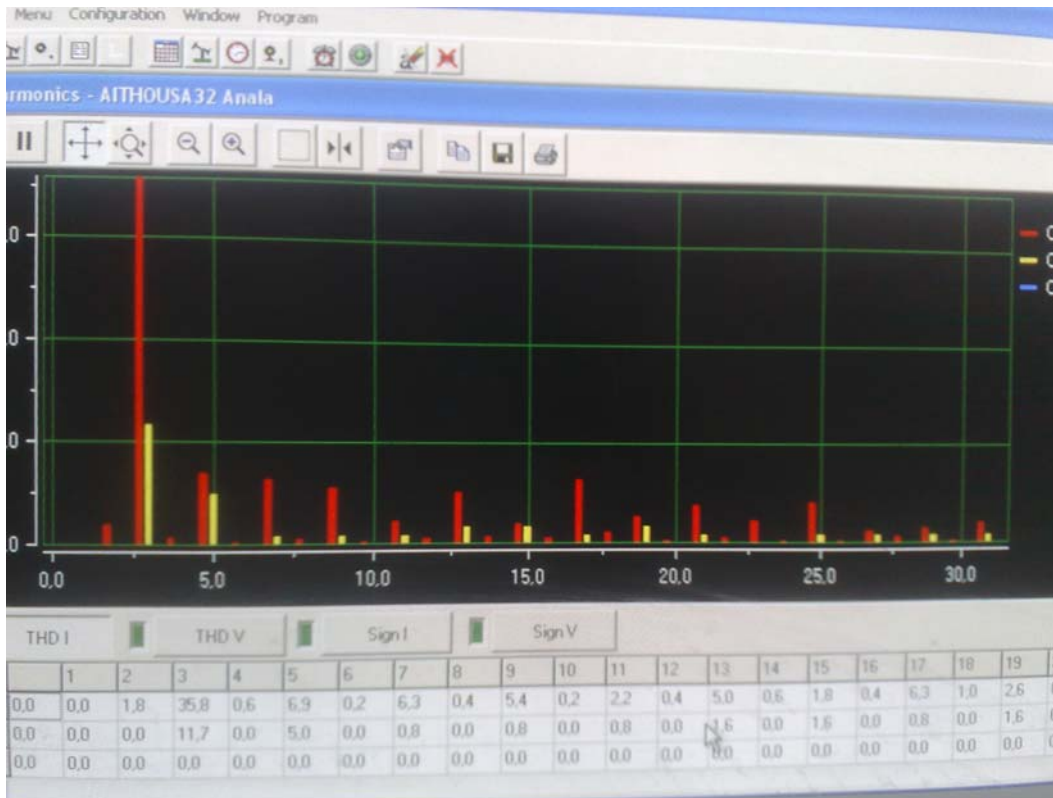 Menu Configuration Window Program
armonics - AITHOUSA32 Anala
.0
.0
.0
.0
0,0 5,0 10,0 15,0 20,0 25,0 30,0
THD I THD V Sign I Sign V
1 2 3 4 5 6 7 8 9 10 11 12 13 14 15 16 17 18 19
0,0 0,0 1,8 35,8 0,6 6,9 0,2 6,3 0,4 5,4 0,2 2,2 0,4 5,0 0,6 1,8 0,4 6,3 1,0 2,6
0,0 0,0 0,0 11,7 0,0 5,0 0,0 0,8 0,0 0,8 0,0 0,8 0,0 1,6 0,0 1,6 0,0 0,8 0,0 1,6
0,0 0,0 0,0 0,0 0,0 0,0 0,0 0,0 0,0 0,0 0,0 0,0 0,0 0,0 0,0 0,0 0,0 0,0 0,0 0,0